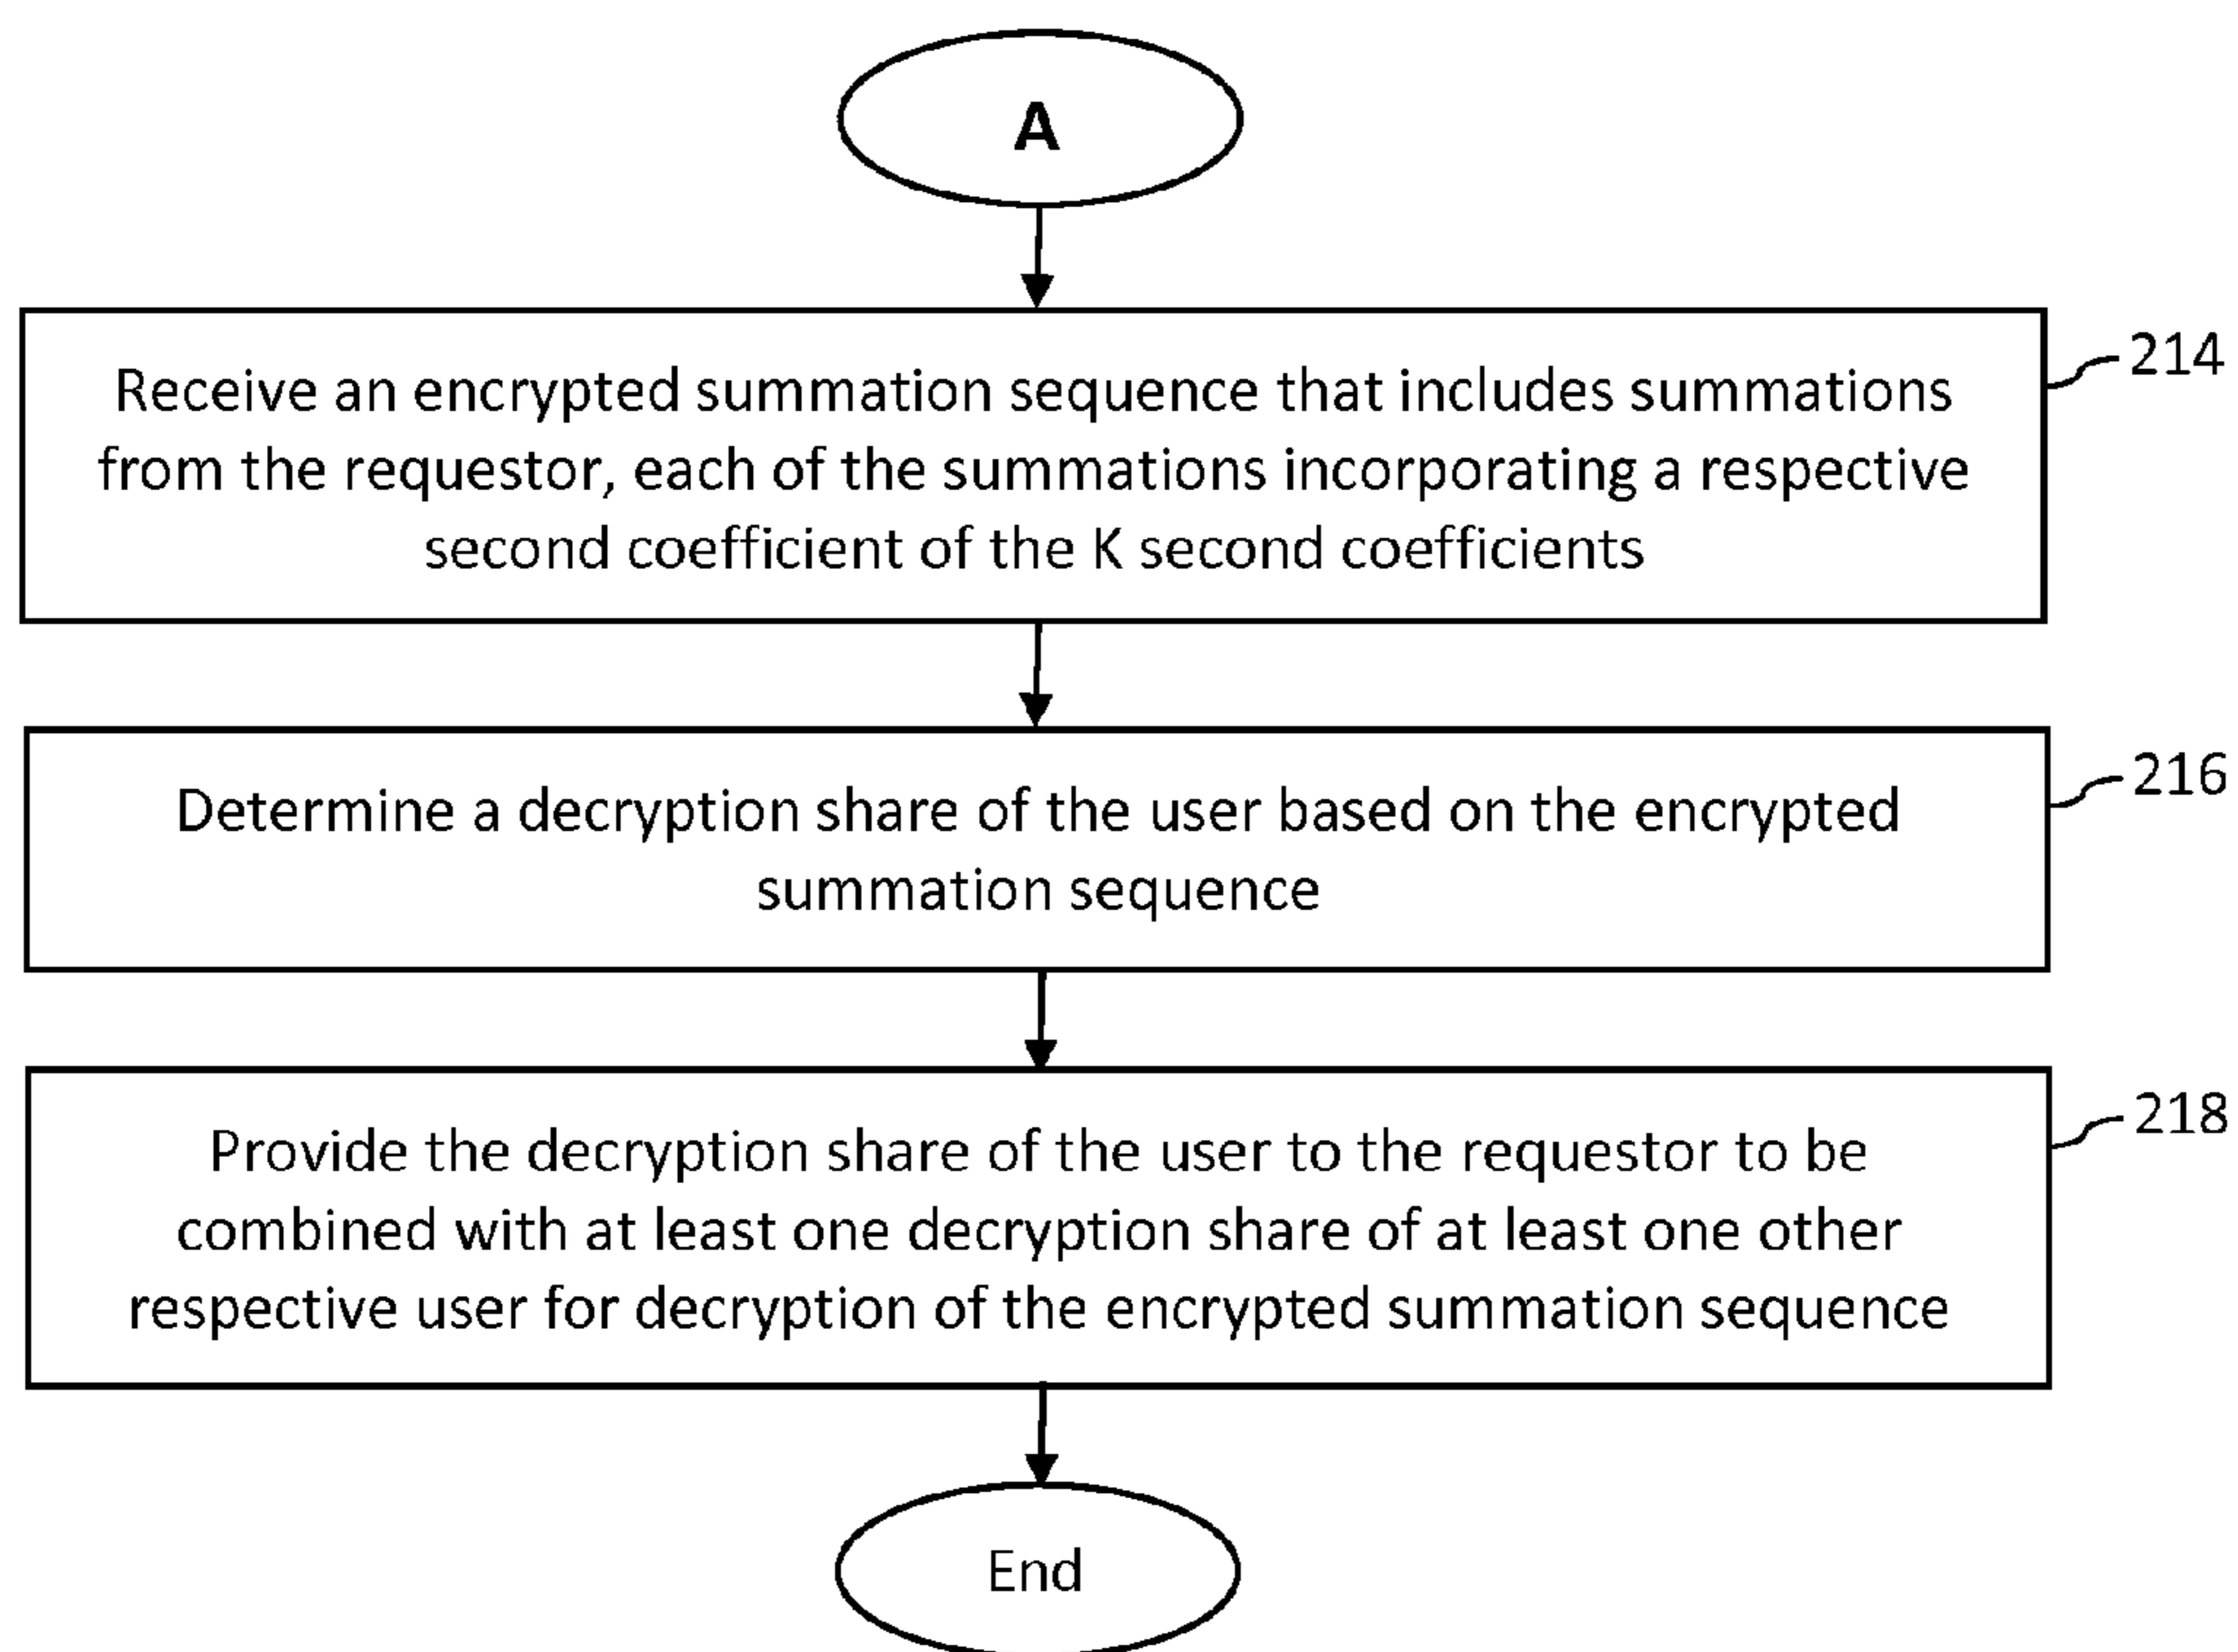 A
Receive an encrypted summation sequence that includes summations
from the requestor, each of the summations incorporating a respective
second coefficient of the K second coefficients
214
Determine a decryption share of the user based on the encrypted
summation sequence
216
Provide the decryption share of the user to the requestor to be
combined with at least one decryption share of at least one other
respective user for decryption of the encrypted summation sequence
218
End